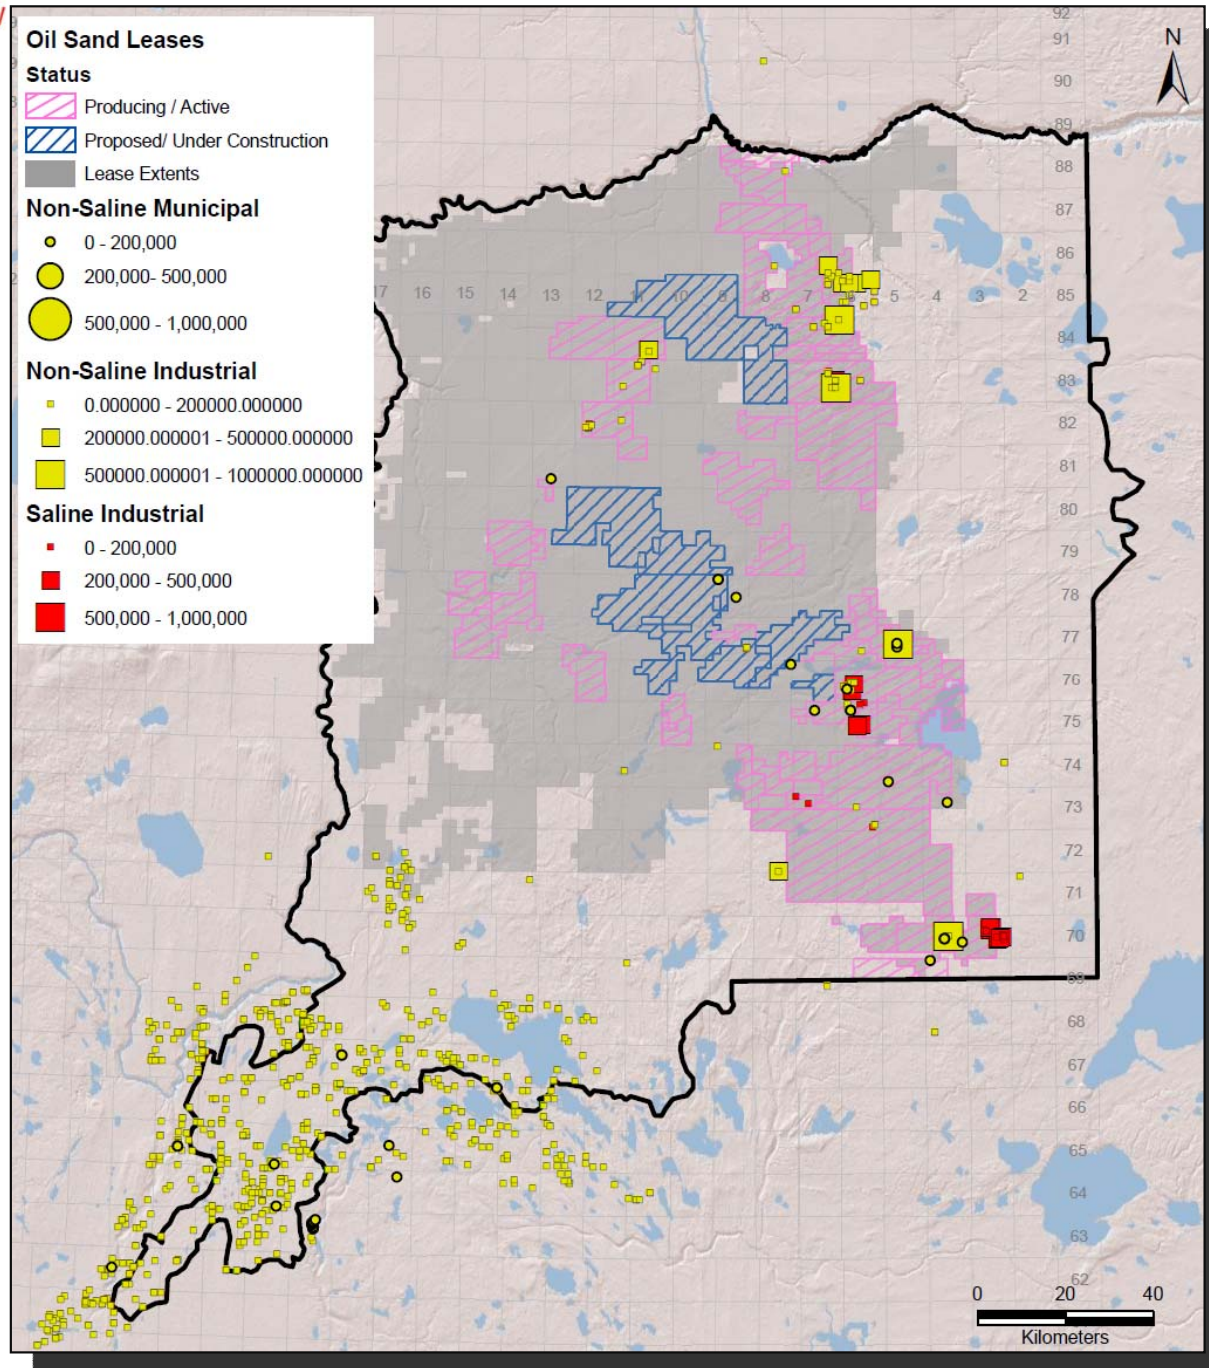 Oil Sand Leases
Status
Producing / Active
Proposed/ Under Construction
Lease Extents
Non-Saline Municipal
0 - 200,000
200,000- 500,000
500,000 - 1,000,000
Non-Saline Industrial
0.000000 - 200000.000000
200000.000001 - 500000.000000
500000.000001 - 1000000.000000
Saline Industrial
0 - 200,000
200,000 - 500,000
500,000 - 1,000,000
N
92
91
90
89
88
87
86
85
84
83
82
81
80
79
78
77
76
75
74
73
72
71
70
69
68
67
66
65
64
63
62
17 16 15 14 13 12 11 10 8 7 6 5 4 3 2
0 20 40
Kilometers